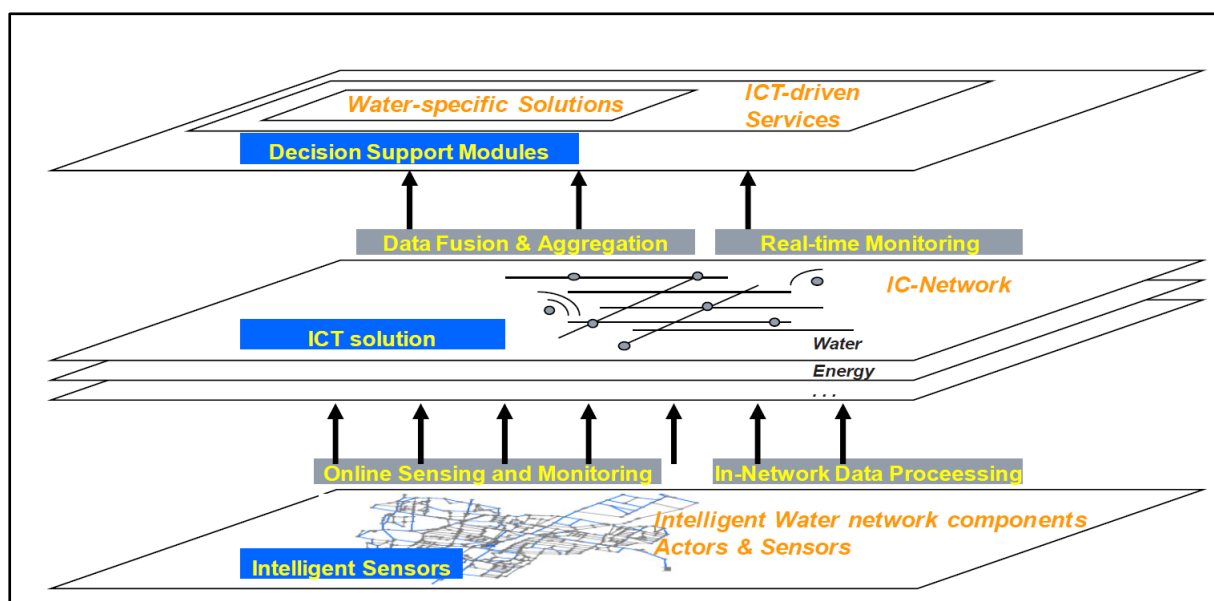 Water-specific Solutions
ICT-driven
Services
Decision Support Modules
Data Fusion & Aggregation
Real-time Monitoring
IC-Network
ICT solution
Water
Energy
. . .
Online Sensing and Monitoring
In-Network Data Proceessing
Intelligent Water network components
Actors & Sensors
Intelligent Sensors